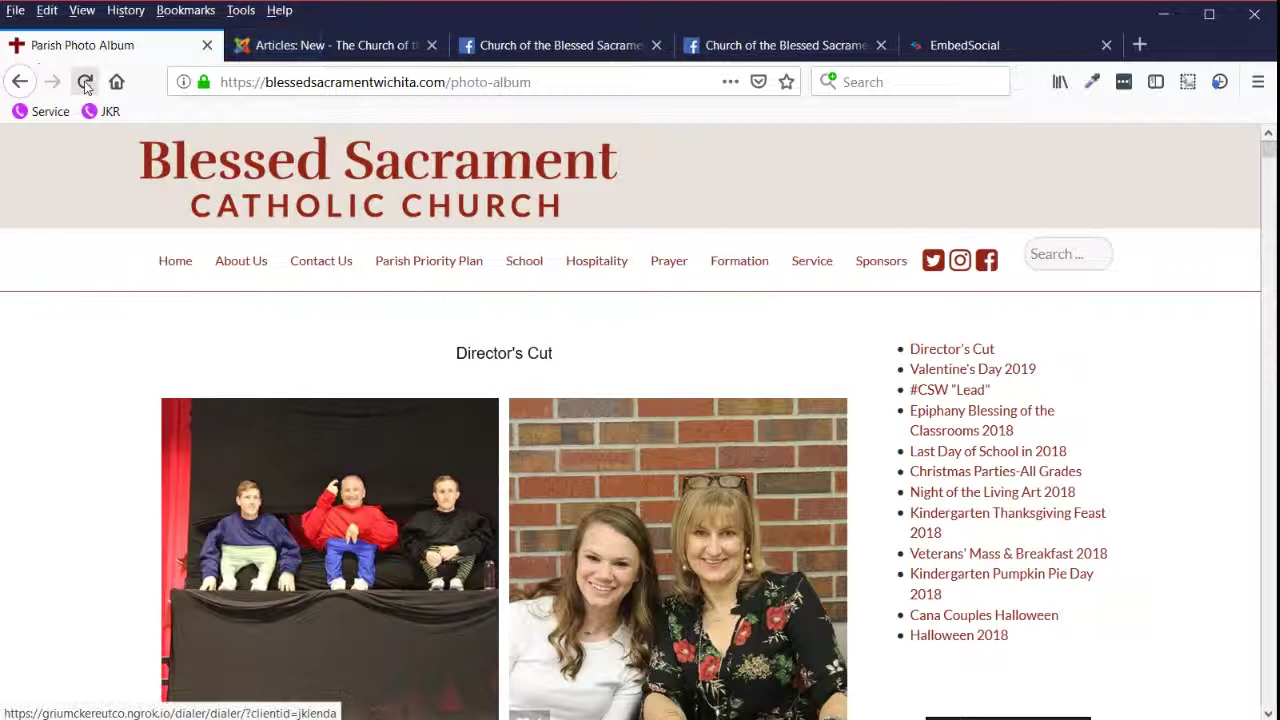 File Edit View History Bookmarks Tools Help
Parish Photo Album
Articles: New - The Church of t
Church of the Blessed Sacrame
Church of the Blessed Sacrame
EmbedSocial
https://blessedsacramentwichita.com/photo-album
Search
Service
JKR
Blessed Sacrament
CATHOLIC CHURCH
Home About Us Contact Us Parish Priority Plan School Hospitality Prayer Formation Service Sponsors
Search ...
Director's Cut
Director's Cut
Valentine's Day 2019
#CSW "Lead"
Epiphany Blessing of the
Classrooms 2018
Last Day of School in 2018
Christmas Parties-All Grades
Night of the Living Art 2018
Kindergarten Thanksgiving Feast
2018
Veterans' Mass & Breakfast 2018
Kindergarten Pumpkin Pie Day
2018
Cana Couples Halloween
Halloween 2018
https://griumckereutco.ngrok.io/dialer/dialer/?clientid=jklenda